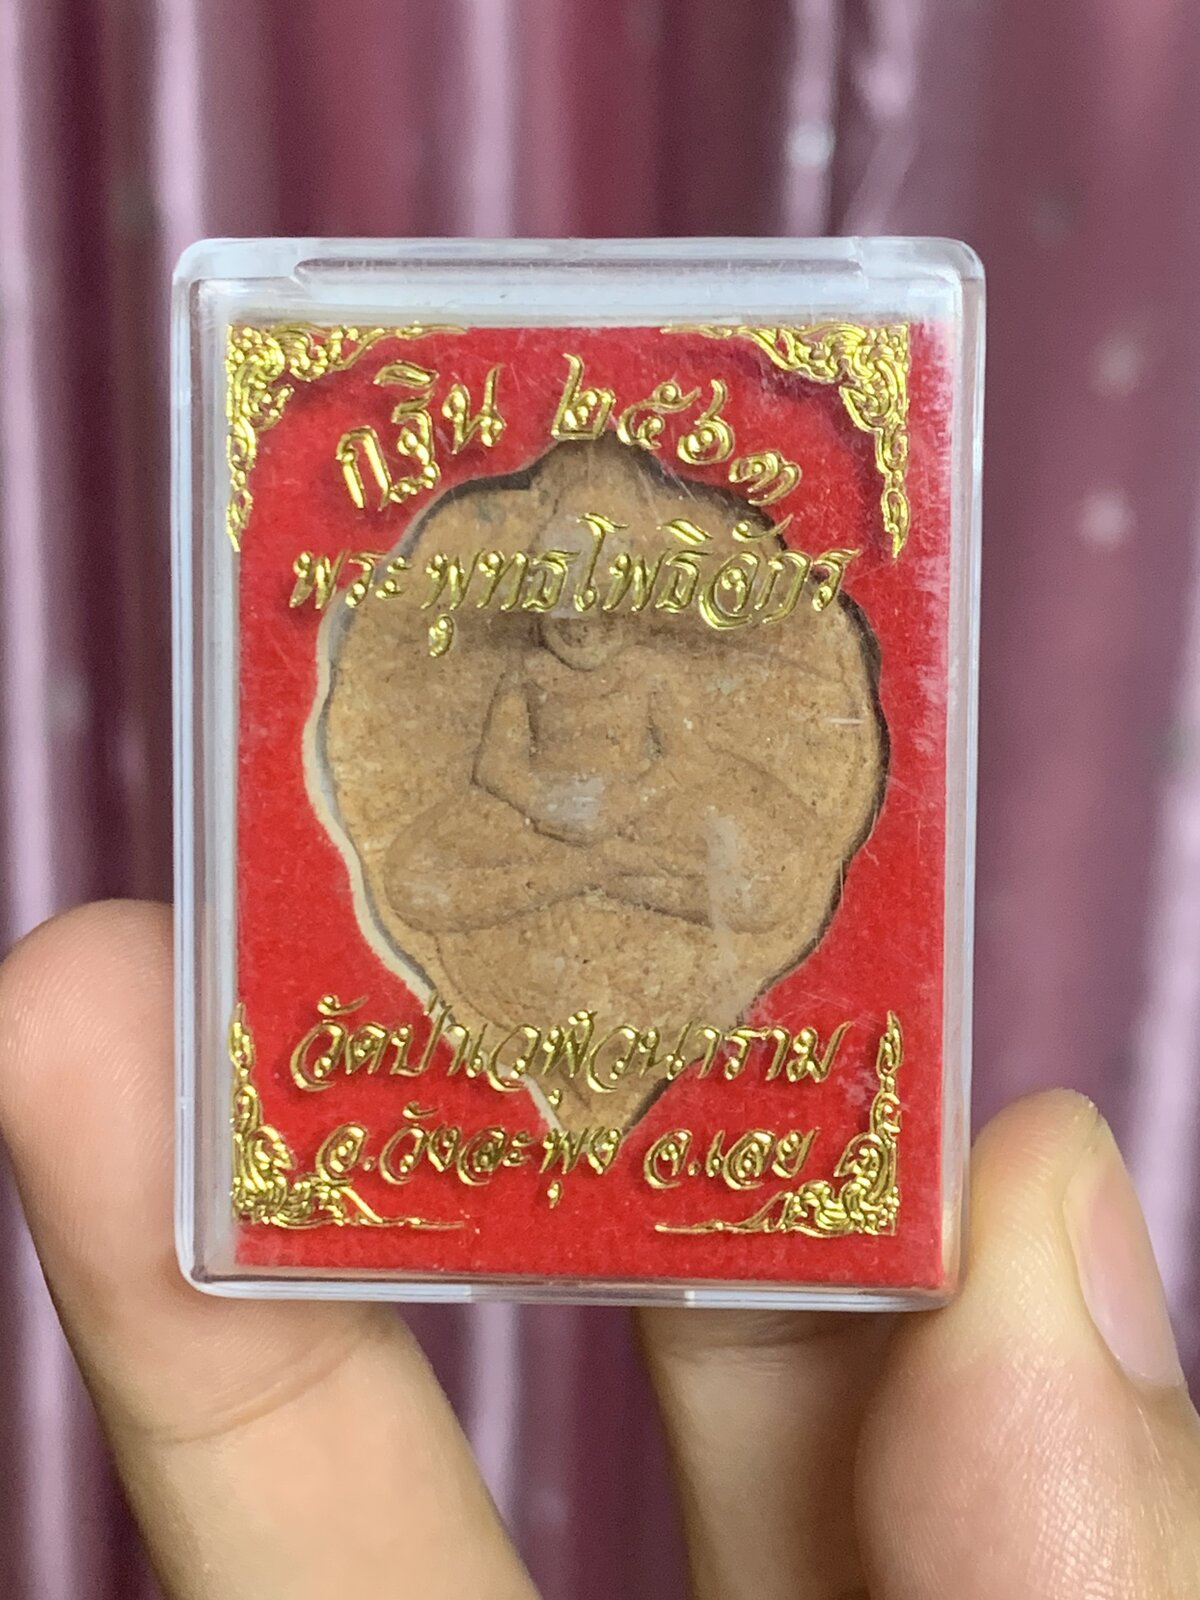 กฐิน ๒๕๖๓
พระพุทธโพธิจักร
วัดป่าเวฬุวนาราม
อ.วังสะพุง จ.เลย